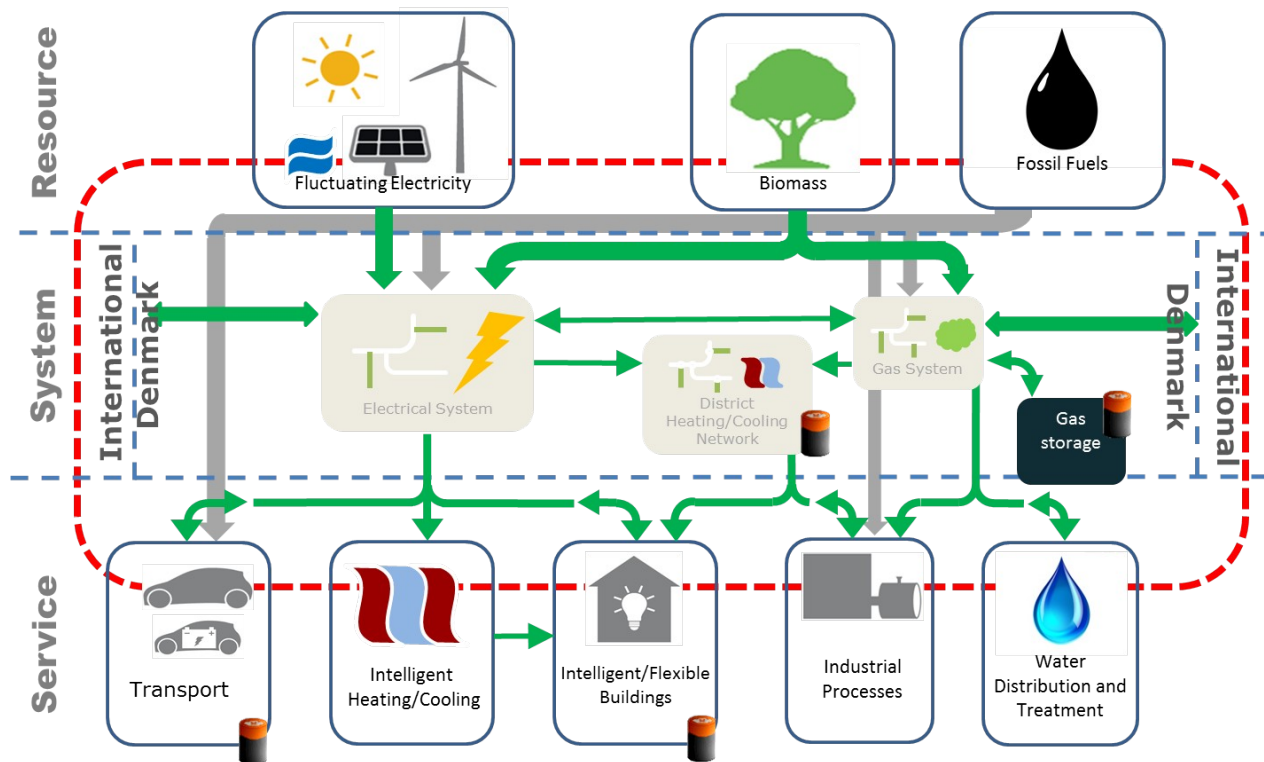 Resource
Fluctuating Electricity
Biomass
Fossil Fuels
System
International
Denmark
Electrical System
District
Heating/Cooling
Network
Gas System
Gas
storage
Denmark
International
Service
Transport
Intelligent
Heating/Cooling
Intelligent/Flexible
Buildings
Industrial
Processes
Water
Distribution and
Treatment